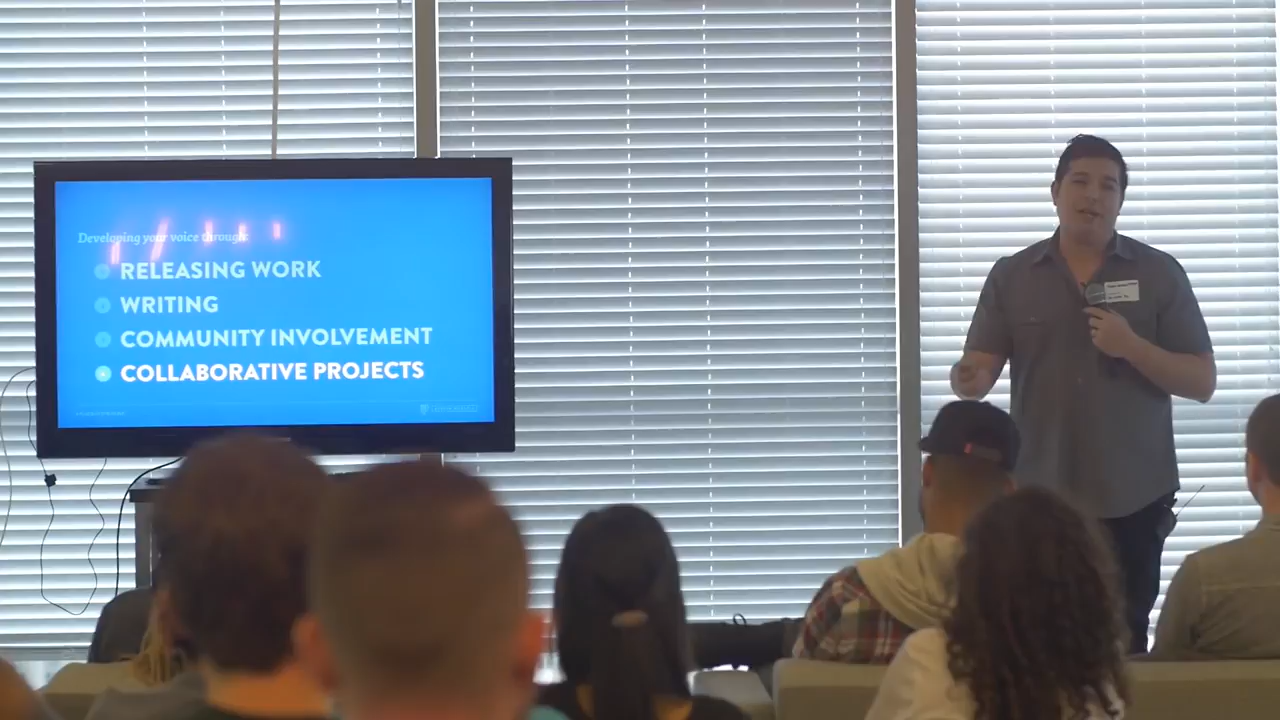 Developing your voice through:
RELEASING WORK
WRITING
COMMUNITY INVOLVEMENT
COLLABORATIVE PROJECTS